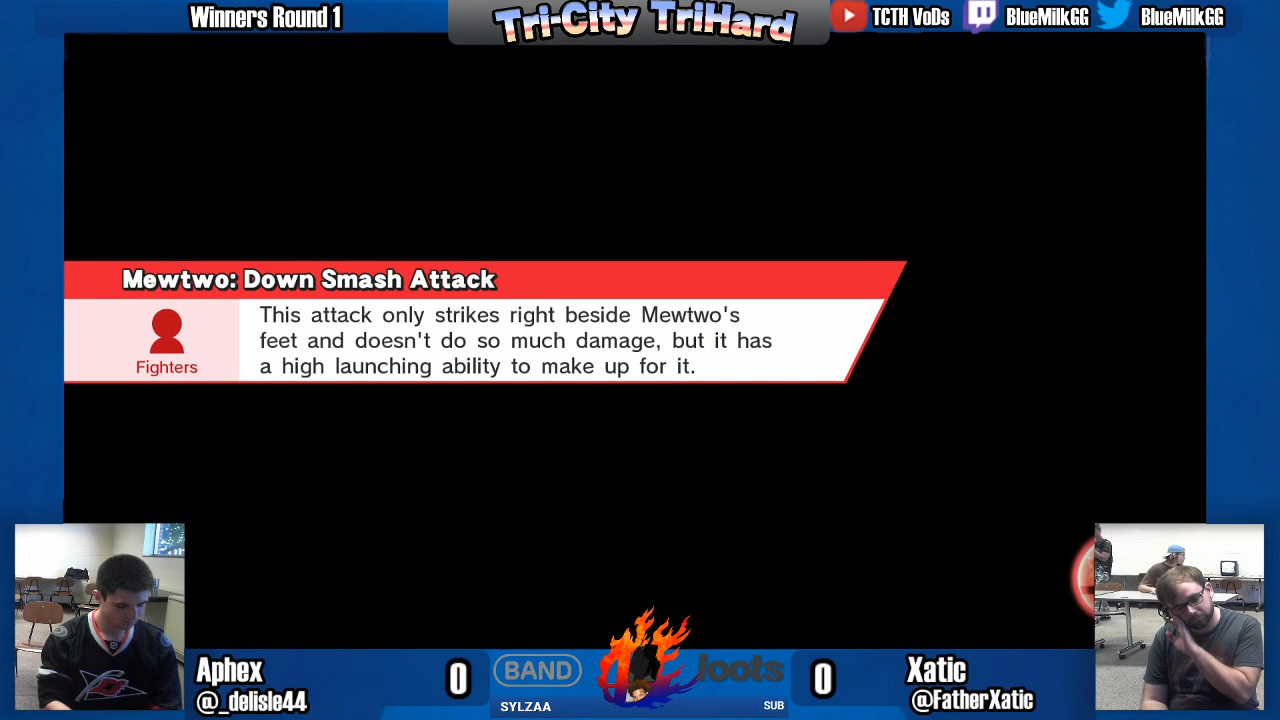 Winners Round 1
Tri-City TriHard
TCTH VoDs
BlueMilkGG
BlueMilkGG
Mewtwo: Down Smash Attack
Fighters
This attack only strikes right beside Mewtwo's
feet and doesn't do so much damage, but it has
a high launching ability to make up for it.
Aphex
@_delisle44
0
BAND
loots
SYLZAA
SUB
0
Xatic
@FatherXatic